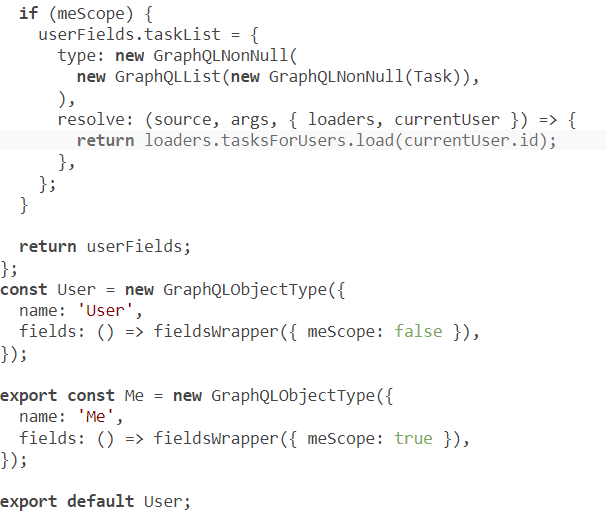 if (meScope) {
userFields.taskList = {
type: new GraphQLNonNull(
new GraphQLList(new GraphQLNonNull(Task)),
),
resolve: (source, args, { loaders, currentUser }) => {
return loaders.tasksForUsers.load(currentUser.id);
},
};
}
return userFields;
};
const User = new GraphQLObjectType({
name: 'User',
fields: () => fieldsWrapper({ meScope: false }),
});
export const Me = new GraphQLObjectType({
name: 'Me',
fields: () => fieldsWrapper({ meScope: true }),
});
export default User;